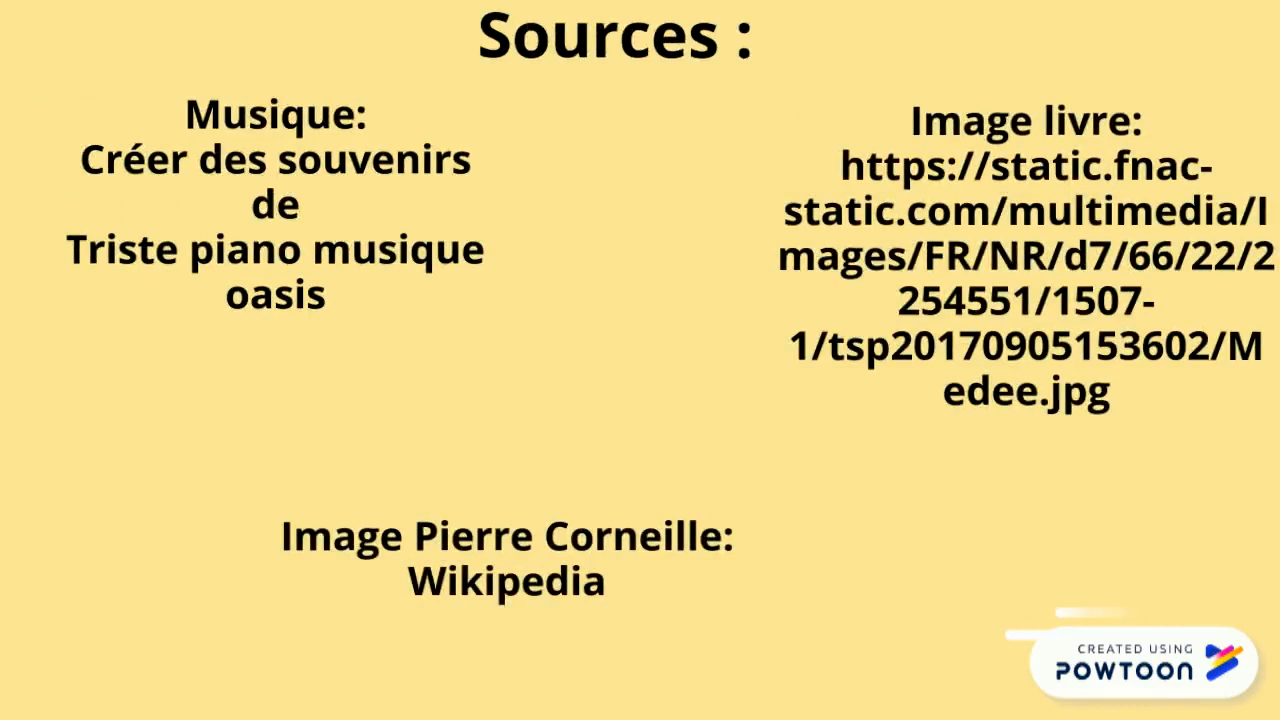 Sources :
Musique:
Créer des souvenirs
de
Triste piano musique
oasis
Image livre:
https://static.fnac-
static.com/multimedia/I
mages/FR/NR/d7/66/22/2
254551/1507-
1/tsp20170905153602/M
edee.jpg
Image Pierre Corneille:
Wikipedia
CREATED USING
POWTOON